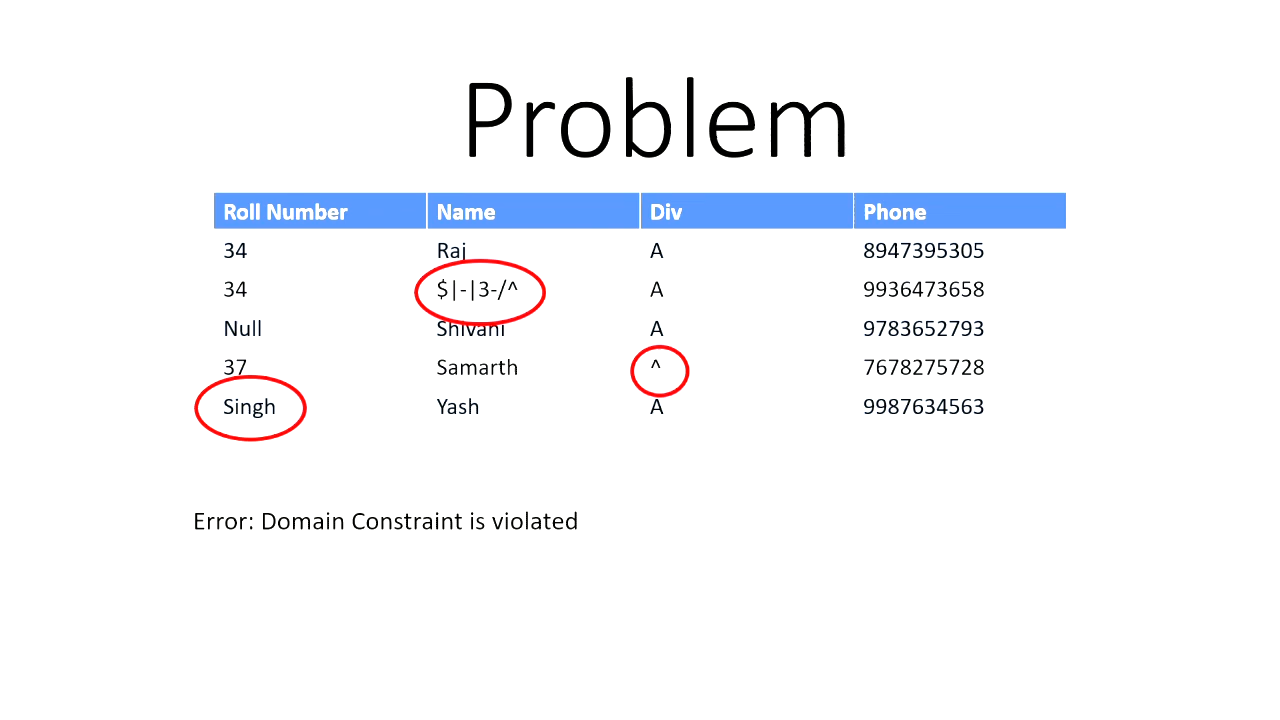 Problem
Roll Number Name Div Phone
34 Raj A 8947395305
34 $|-|3-/^ A 9936473658
Null Shivani A 9783652793
37 Samarth ^ 7678275728
Singh Yash A 9987634563
Error: Domain Constraint is violated